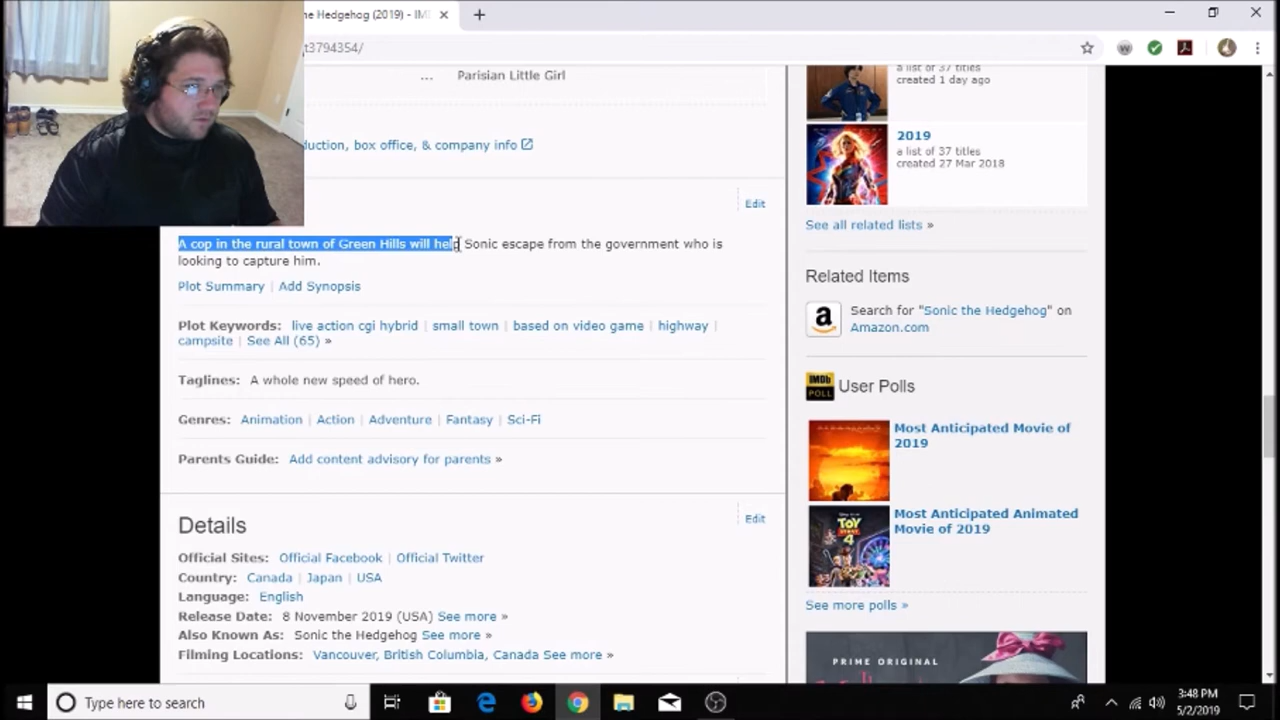 he Hedgehog (2019) - IM
t3794354/
... Parisian Little Girl
duction, box office, & company info
Edit
A cop in the rural town of Green Hills will help Sonic escape from the government who is
looking to capture him.
Plot Summary | Add Synopsis
Plot Keywords: live action cgi hybrid | small town | based on video game | highway |
campsite | See All (65) »
Taglines: A whole new speed of hero.
Genres: Animation | Action | Adventure | Fantasy | Sci-Fi
Parents Guide: Add content advisory for parents »
Details
Edit
Official Sites: Official Facebook | Official Twitter
Country: Canada | Japan | USA
Language: English
Release Date: 8 November 2019 (USA) See more »
Also Known As: Sonic the Hedgehog See more »
Filming Locations: Vancouver, British Columbia, Canada See more »
a list of 37 titles
created 1 day ago
2019
a list of 37 titles
created 27 Mar 2018
See all related lists »
Related Items
a
Search for "Sonic the Hedgehog" on
Amazon.com
IMDb
POLL
User Polls
Most Anticipated Movie of
2019
Most Anticipated Animated
Movie of 2019
TOY
STORY
4
See more polls »
PRIME ORIGINAL
Type here to search
3:48 PM
5/2/2019